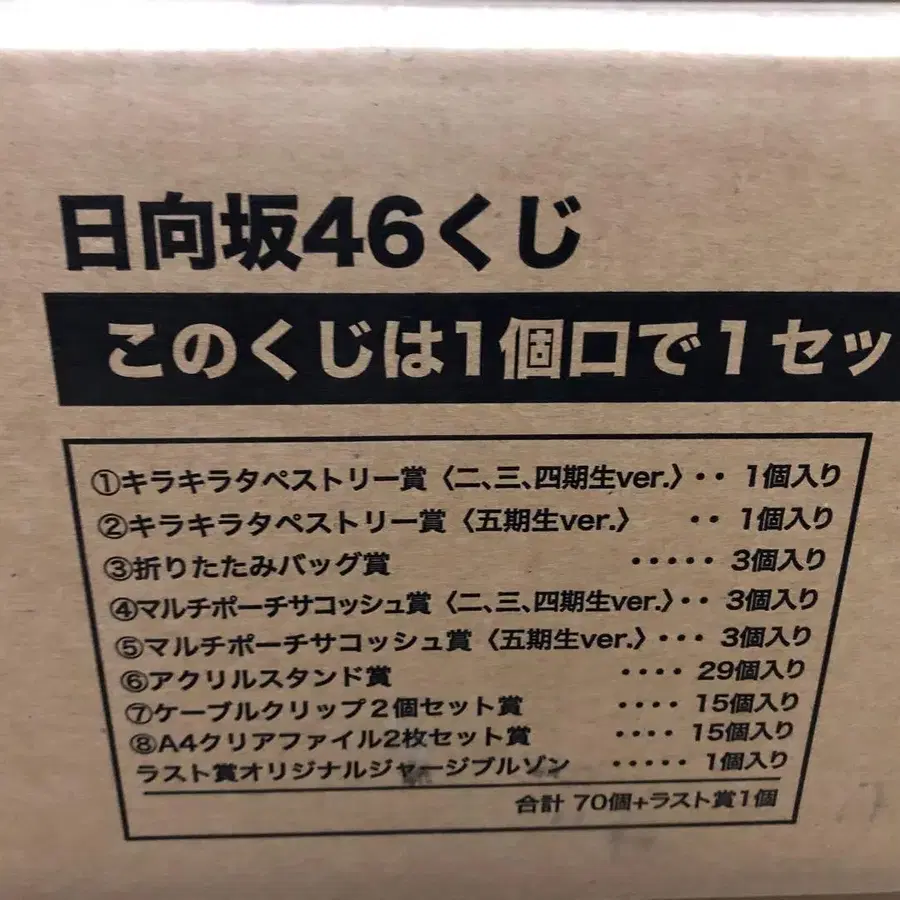 日向坂46くじ
このくじは1個口で1セッ
①キラキラタペストリー賞〈二、三、四期生ver.〉･･ 1個入り
②キラキラタペストリー賞〈五期生ver.〉 ･･ 1個入り
③折りたたみバッグ賞 ･････ 3個入り
④マルチポーチサコッシュ賞〈二、三、四期生ver.〉･･ 3個入り
⑤マルチポーチサコッシュ賞〈五期生ver.〉･･･ 3個入り
⑥アクリルスタンド賞 ････ 29個入り
⑦ケーブルクリップ2個セット賞 ････ 15個入り
⑧A4クリアファイル2枚セット賞 ････ 15個入り
ラスト賞オリジナルジャージブルゾン ･････ 1個入り
合計 70個+ラスト賞1個